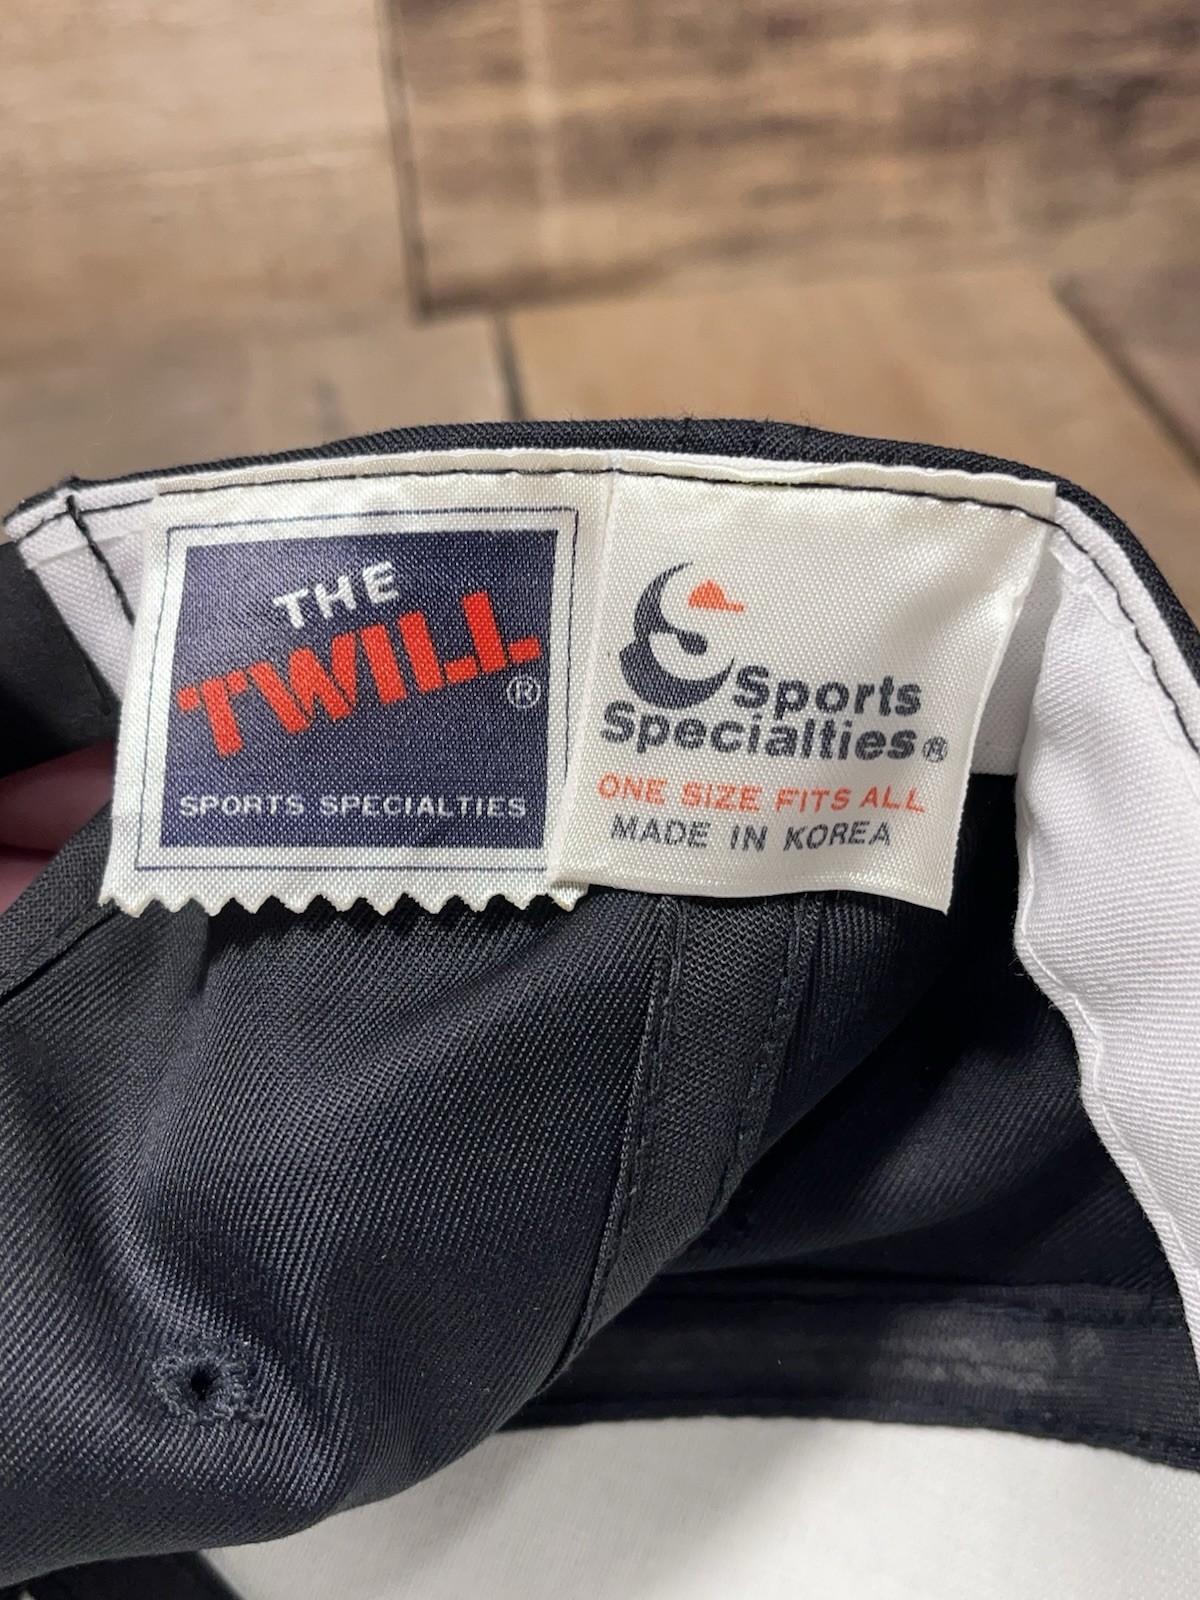 THE
TWILL®
SPORTS SPECIALTIES
Sports
Specialties®
ONE SIZE FITS ALL
MADE IN KOREA